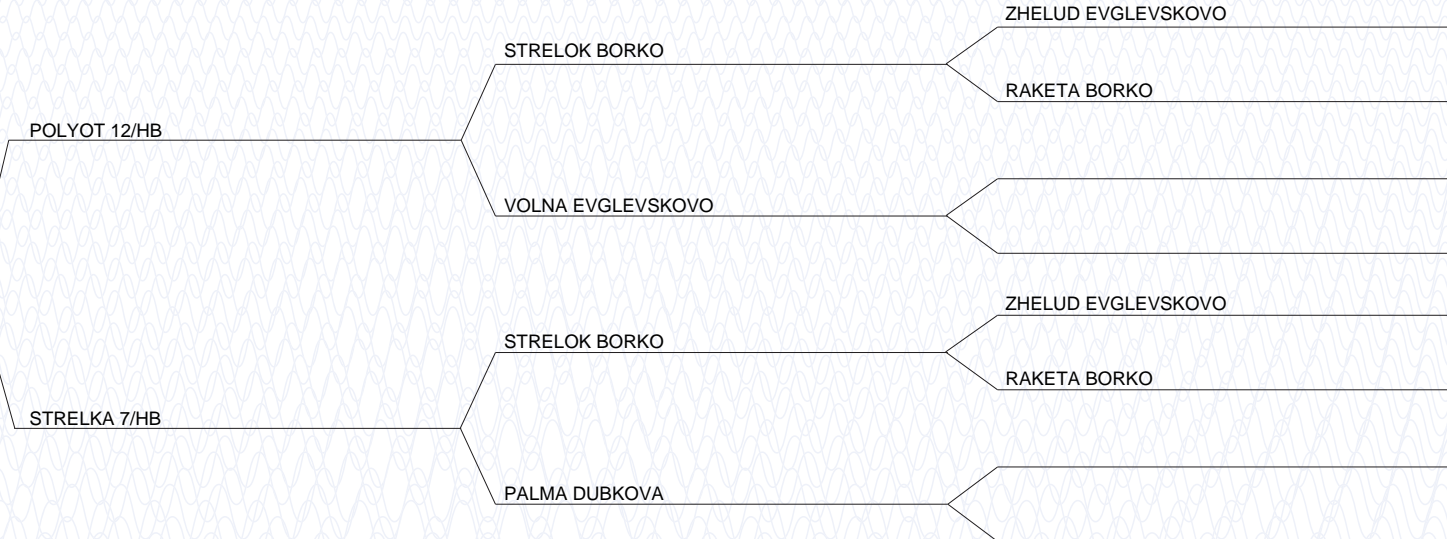 ZHELUD EVGLEVSKOVO
STRELOK BORKO
RAKETA BORKO
POLYOT 12/HB
VOLNA EVGLEVSKOVO
ZHELUD EVGLEVSKOVO
STRELOK BORKO
RAKETA BORKO
STRELKA 7/HB
PALMA DUBKOVA